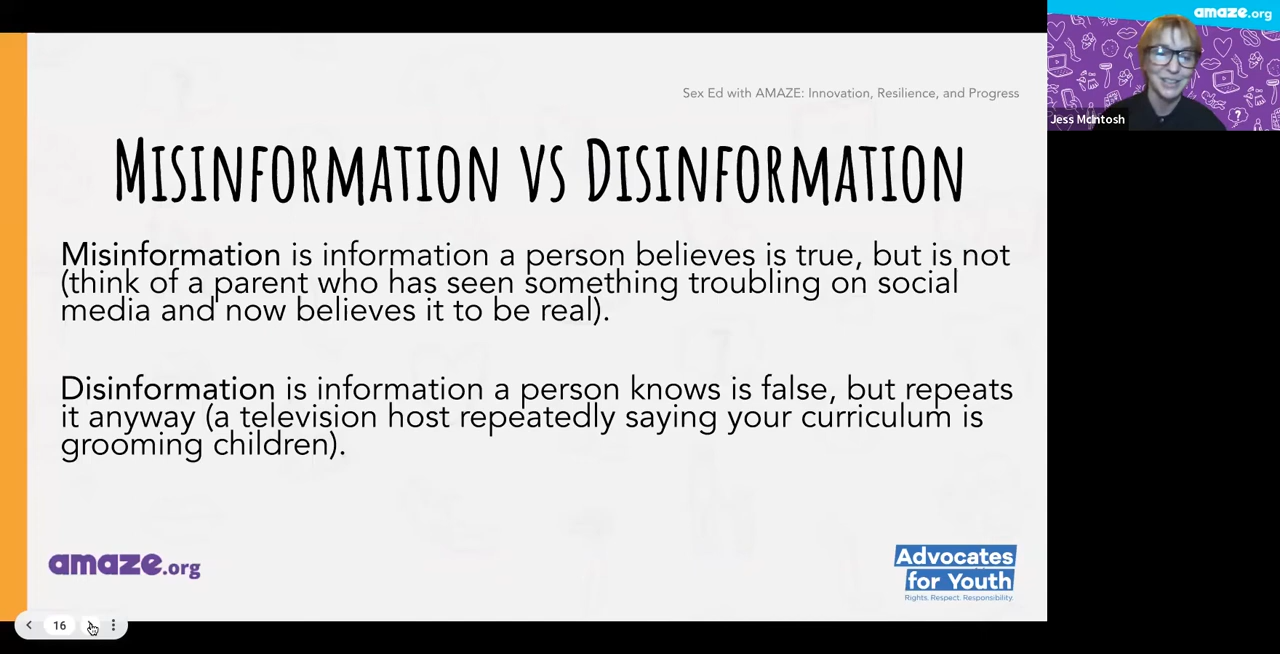 amaze.org
Jess McIntosh
Sex Ed with AMAZE: Innovation, Resilience, and Progress
MISINFORMATION VS DISINFORMATION
Misinformation is information a person believes is true, but is not
(think of a parent who has seen something troubling on social
media and now believes it to be real).
Disinformation is information a person knows is false, but repeats
it anyway (a television host repeatedly saying your curriculum is
grooming children).
amaze.org
Advocates
for Youth
Rights. Respect. Responsibility.
16